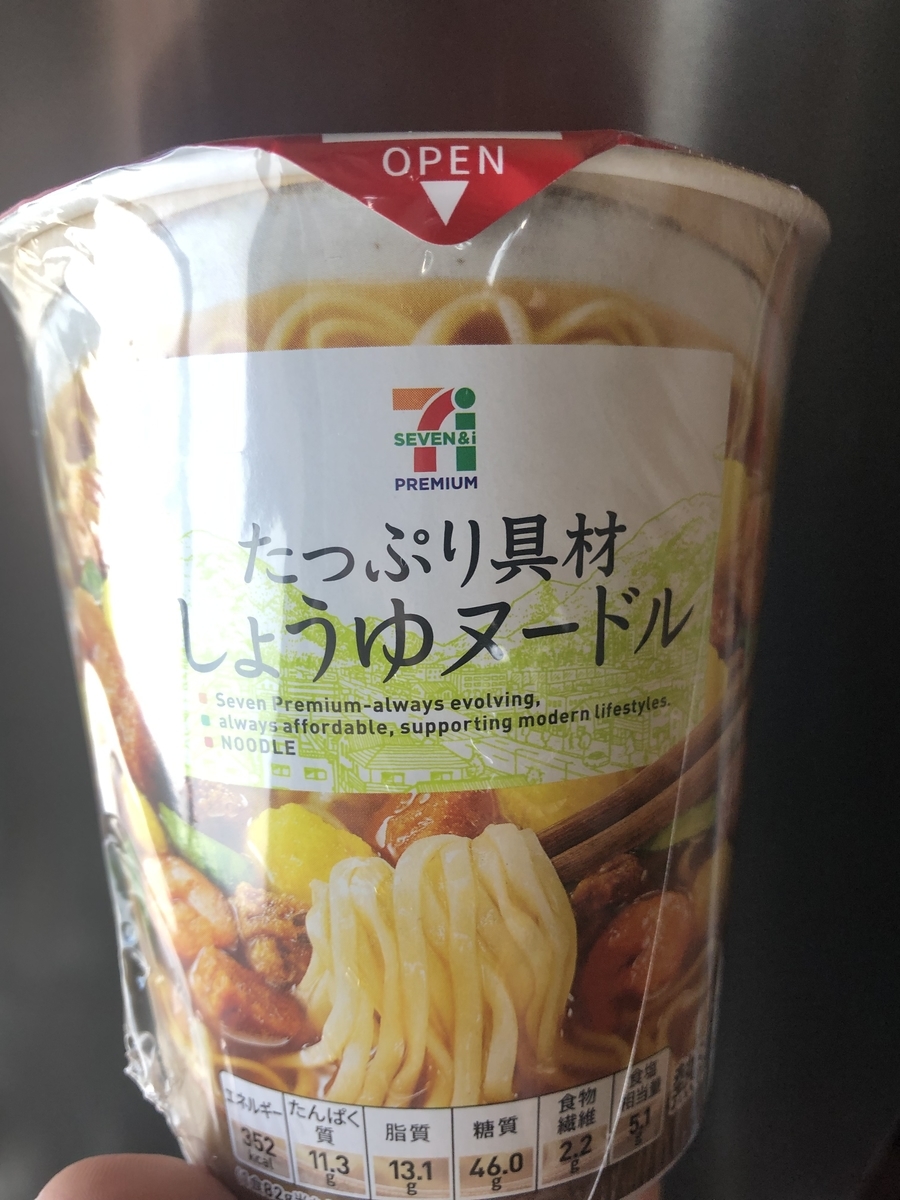 OPEN
SEVEN&i
PREMIUM
たっぷり具材
しょうゆヌードル
Seven Premium-always evolving,
always affordable, supporting modern lifestyles.
NOODLE
エネルギー
352
kcal
たんぱく
質
11.3
g
脂質
13.1
g
糖質
46.0
g
食物
繊維
2.2
g
食塩
相当量
5.1
g